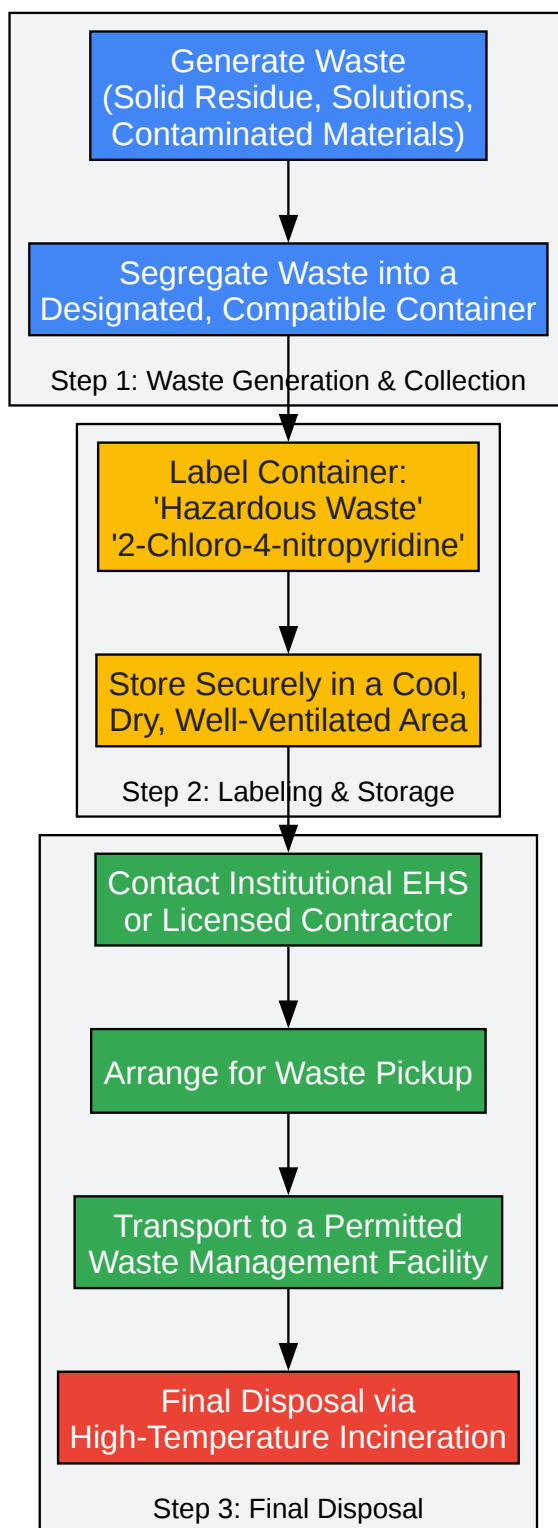 Generate Waste
(Solid Residue, Solutions,
Contaminated Materials)
Segregate Waste into a
Designated, Compatible Container
Step 1: Waste Generation & Collection
Label Container:
'Hazardous Waste'
'2-Chloro-4-nitropyridine'
Store Securely in a Cool,
Dry, Well-Ventilated Area
Step 2: Labeling & Storage
Contact Institutional EHS
or Licensed Contractor
Arrange for Waste Pickup
Transport to a Permitted
Waste Management Facility
Final Disposal via
High-Temperature Incineration
Step 3: Final Disposal